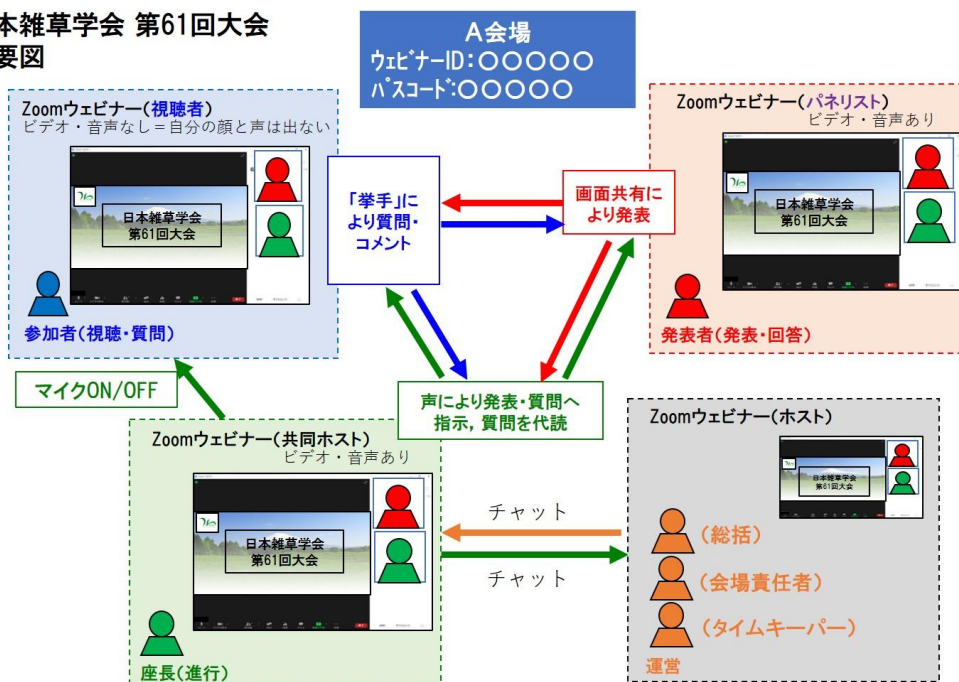 本雑草学会 第61回大会
要図
A会場
ウェビナーID:〇〇〇〇〇
パスコード:〇〇〇〇〇
Zoomウェビナー(視聴者)
ビデオ・音声なし=自分の顔と声は出ない
日本雑草学会
第61回大会
参加者(視聴・質問)
「挙手」に
より質問・
コメント
画面共有に
より発表
Zoomウェビナー(パネリスト)
ビデオ・音声あり
日本雑草学会
第61回大会
発表者(発表・回答)
マイクON/OFF
声により発表・質問へ
指示, 質問を代読
Zoomウェビナー(共同ホスト)
ビデオ・音声あり
日本雑草学会
第61回大会
座長(進行)
チャット
チャット
Zoomウェビナー(ホスト)
日本雑草学会
第61回大会
(総括)
(会場責任者)
(タイムキーパー)
運営